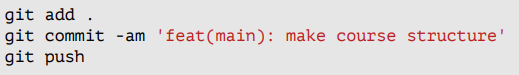 git add .
git commit -am 'feat(main): make course structure'
git push